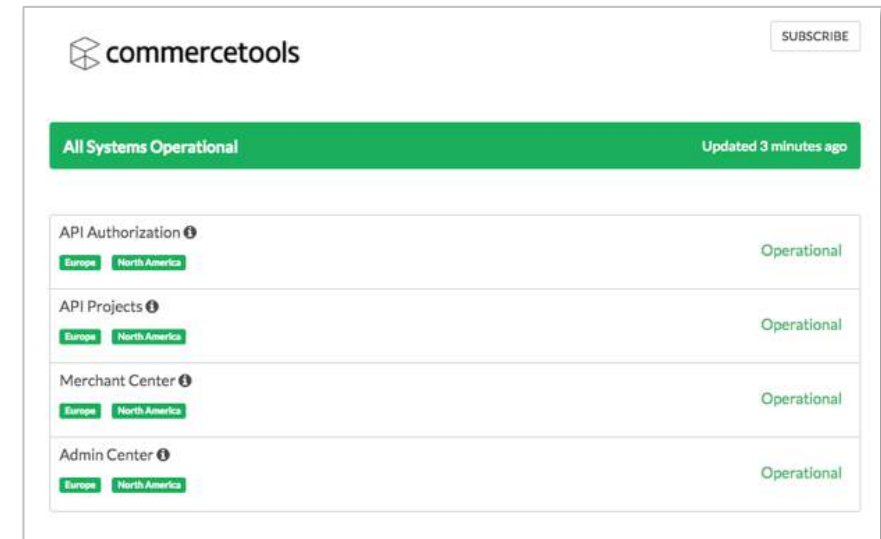 commercetools
SUBSCRIBE
All Systems Operational
Updated 3 minutes ago
API Authorization
Europe North America
Operational
API Projects
Europe North America
Operational
Merchant Center
Europe North America
Operational
Admin Center
Europe North America
Operational